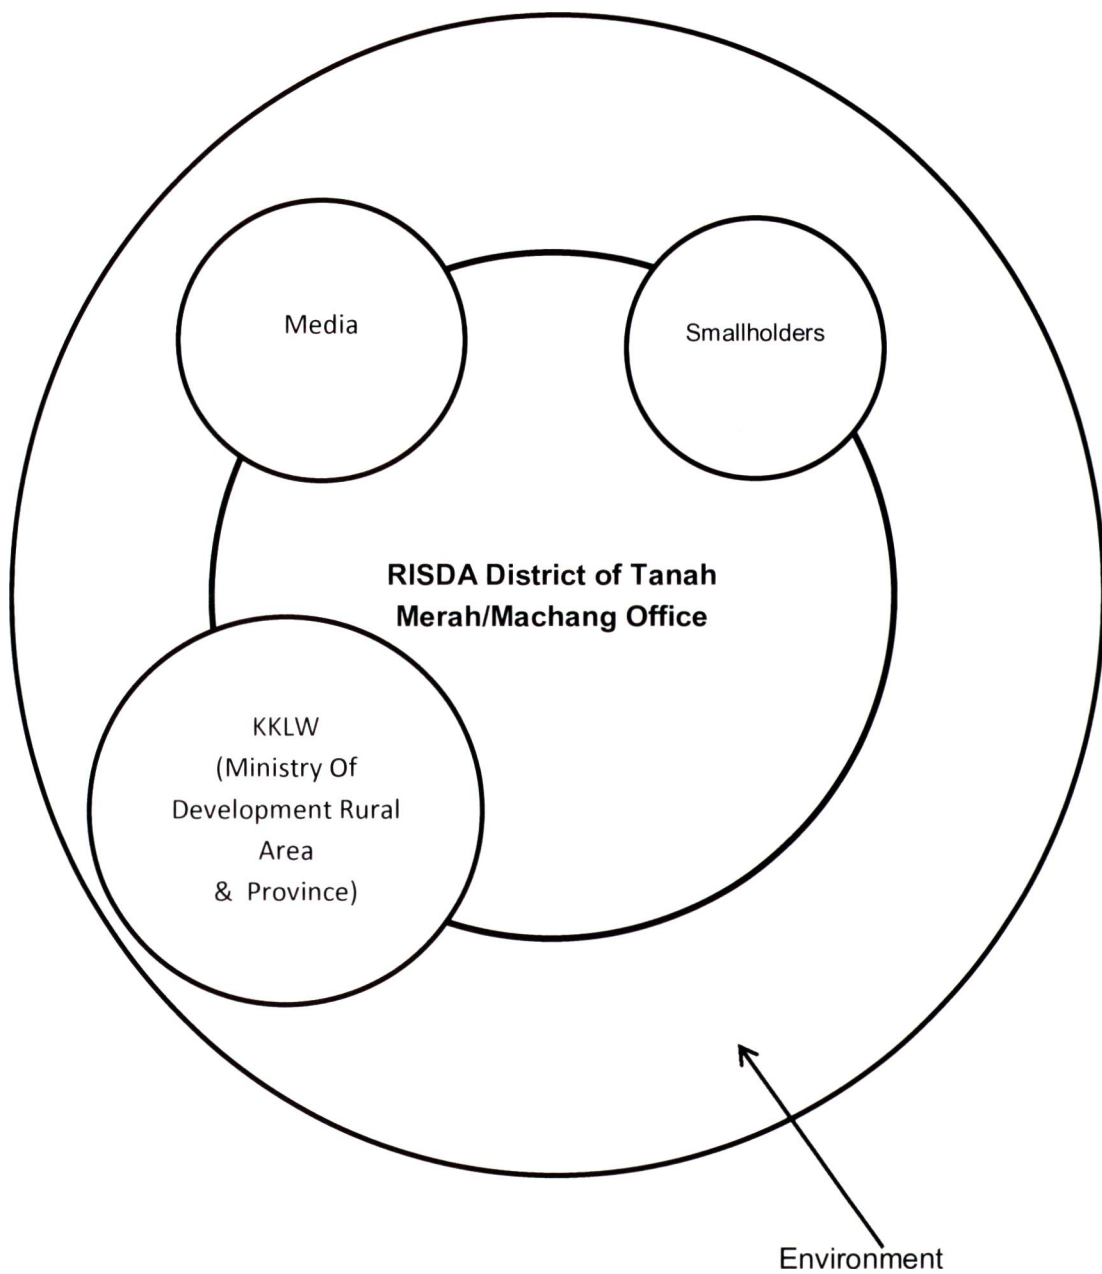 Media
Smallholders
RISDA District of Tanah
Merah/Machang Office
KKLW
(Ministry Of
Development Rural
Area
& Province)
Environment